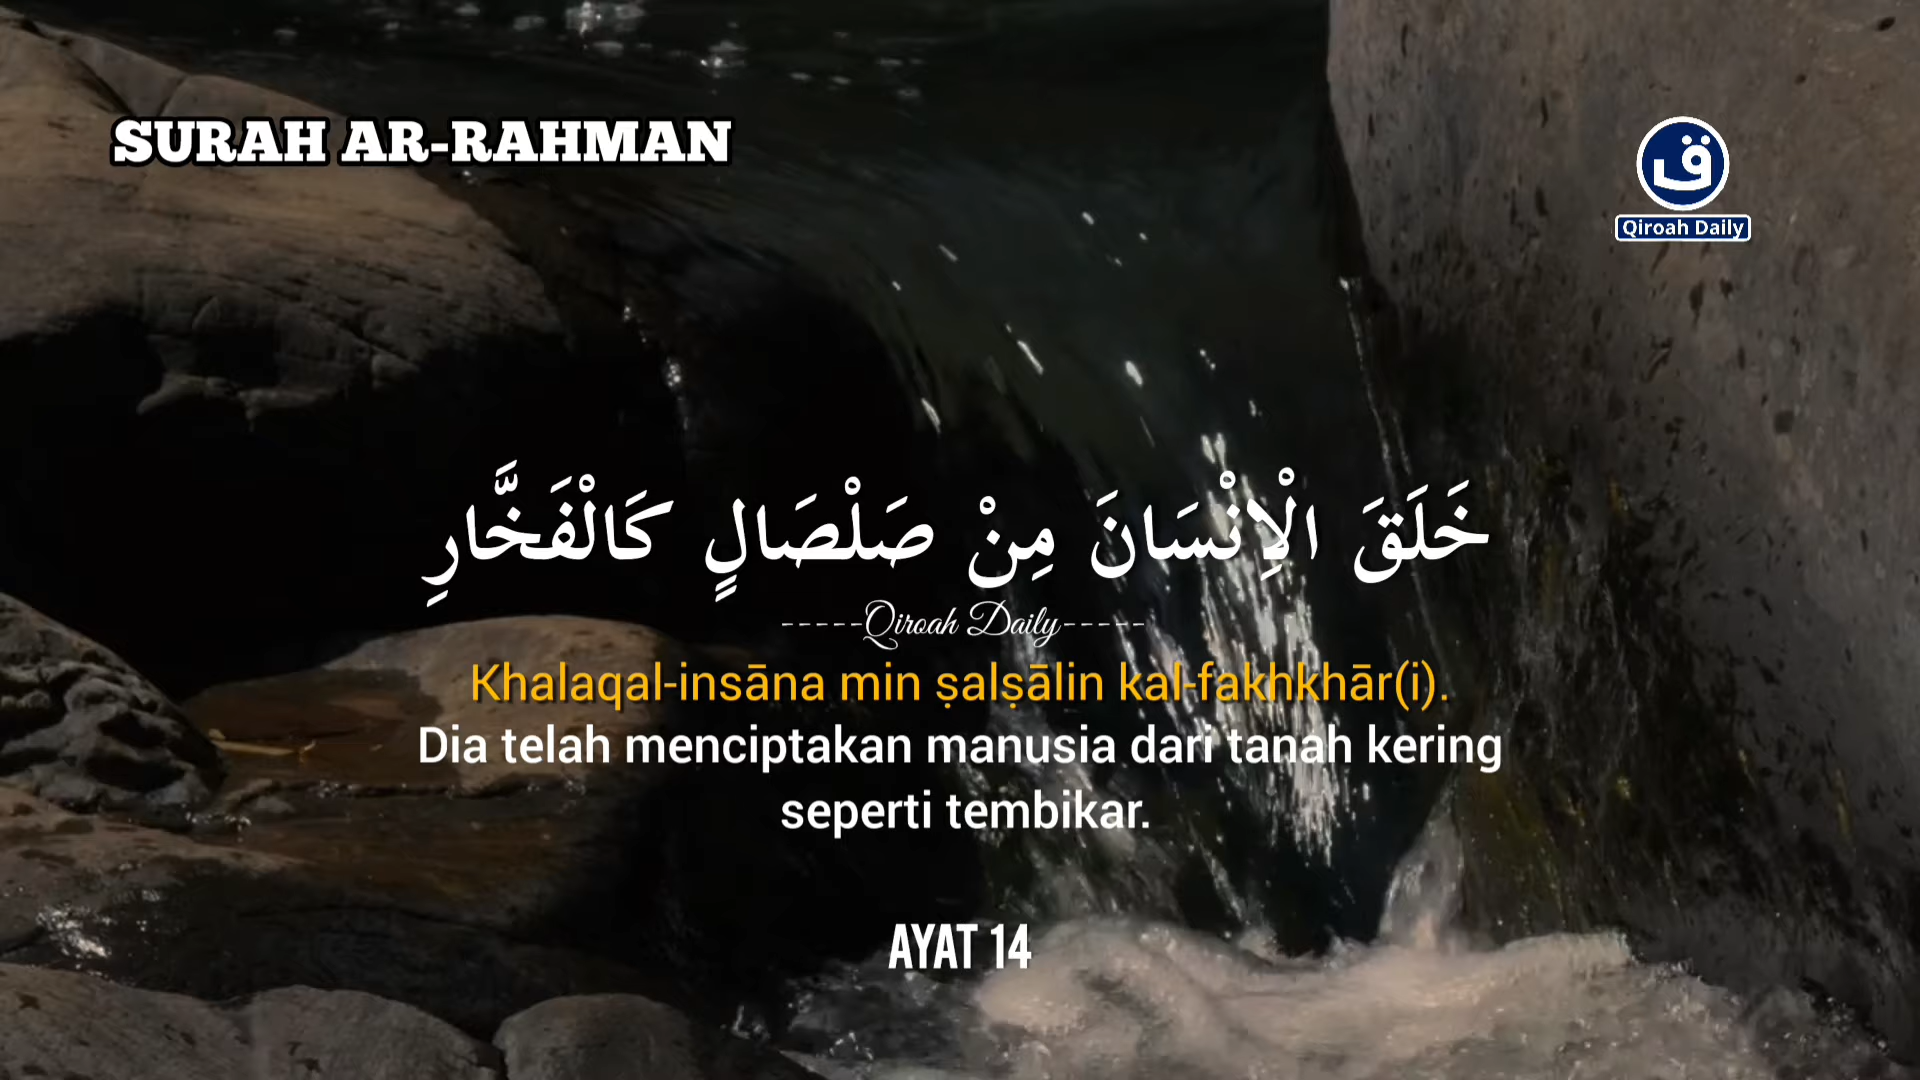 SURAH AR-RAHMAN
ق
Qiroah Daily
خَلَقَ الْاِنْسَانَ مِنْ صَلْصَالٍ كَالْفَخَّارِ
-----Qiroah Daily-----
Khalaqal-insāna min ṣalṣālin kal-fakhkhār(i).
Dia telah menciptakan manusia dari tanah kering
seperti tembikar.
AYAT 14